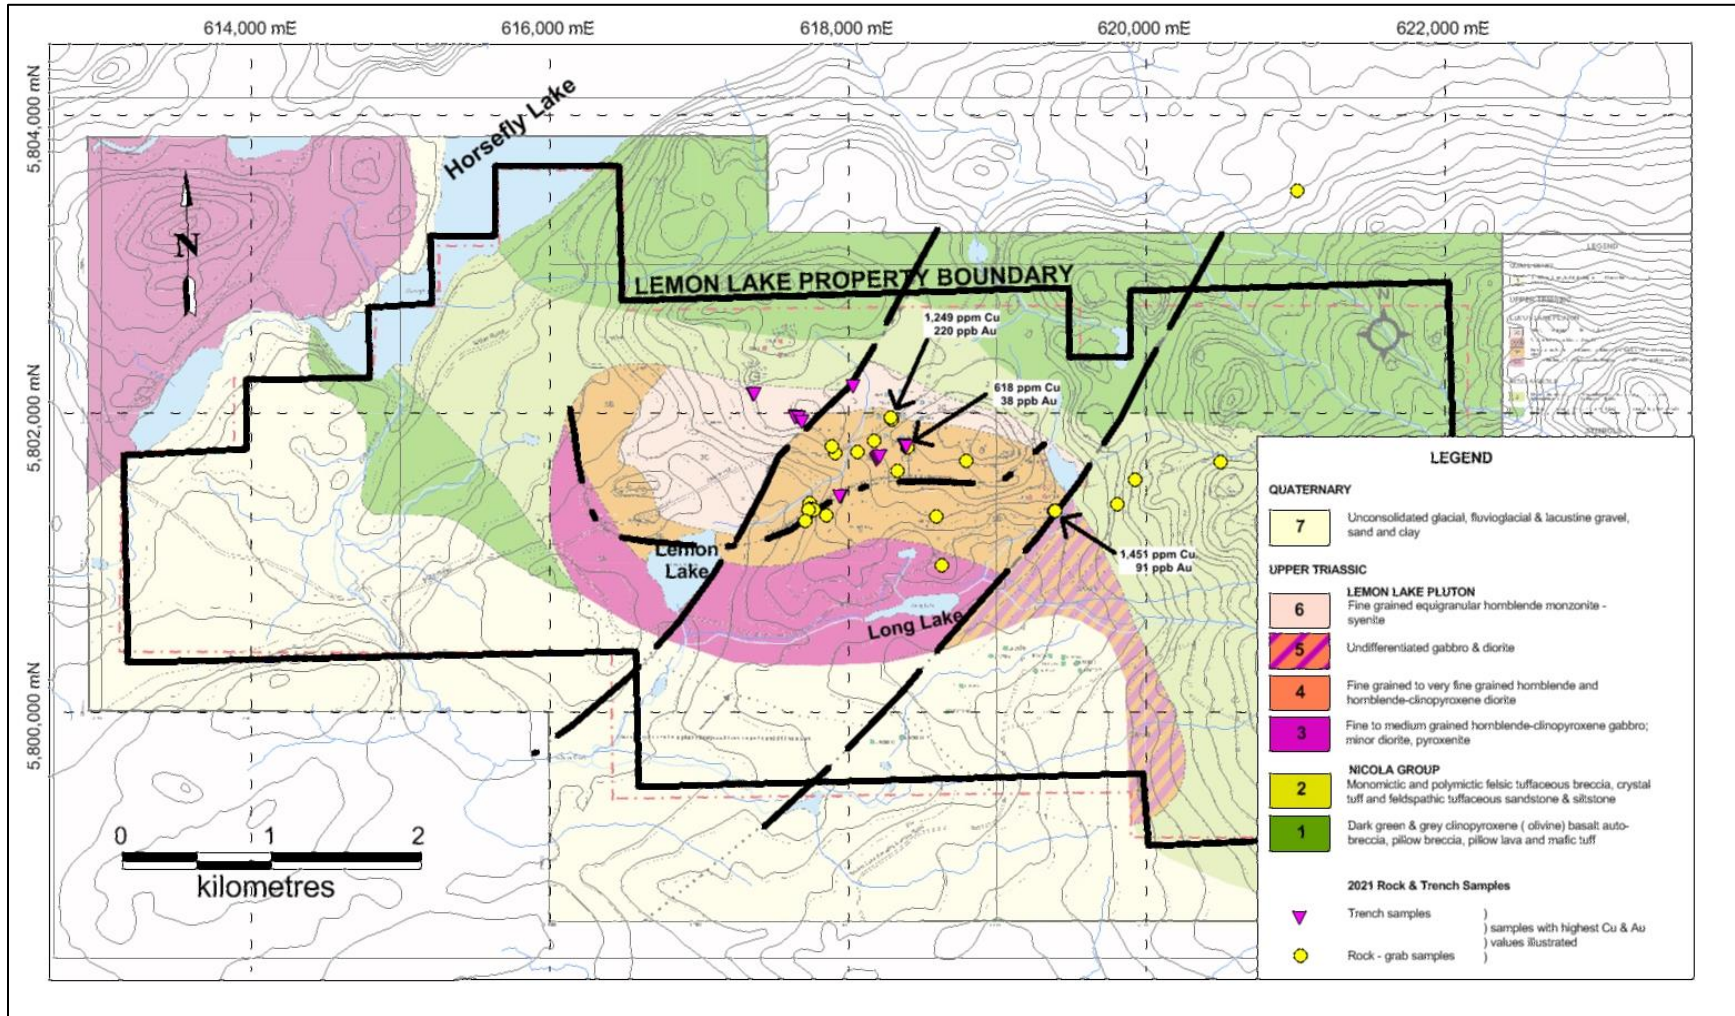 614,000 mE
616,000 mE
618,000 mE
620,000 mE
622,000 mE
5,804,000 mN
5,802,000 mN
5,800,000 mN
Horsefly Lake
N
LEMON LAKE PROPERTY BOUNDARY
N
LEGEND
1,249 ppm Cu
220 ppb Au
618 ppm Cu
38 ppb Au
1,451 ppm Cu
91 ppb Au
Lemon
Lake
Long Lake
0 1 2
kilometres
LEGEND
QUATERNARY
7 Unconsolidated glacial, fluvioglacial & lacustine gravel,
sand and clay
UPPER TRIASSIC
LEMON LAKE PLUTON
6 Fine grained equigranular hornblende monzonite -
syenite
5 Undifferentiated gabbro & diorite
4 Fine grained to very fine grained hornblende and
hornblende-clinopyroxene diorite
3 Fine to medium grained hornblende-clinopyroxene gabbro;
minor diorite, pyroxenite
NICOLA GROUP
2 Monomictic and polymictic felsic tuffaceous breccia, crystal
tuff and feldspathic tuffaceous sandstone & siltstone
1 Dark green & grey clinopyroxene ( olivine) basalt auto-
breccia, pillow breccia, pillow lava and mafic tuff
2021 Rock & Trench Samples
Trench samples )
) samples with highest Cu & Au
) values illustrated
Rock - grab samples )